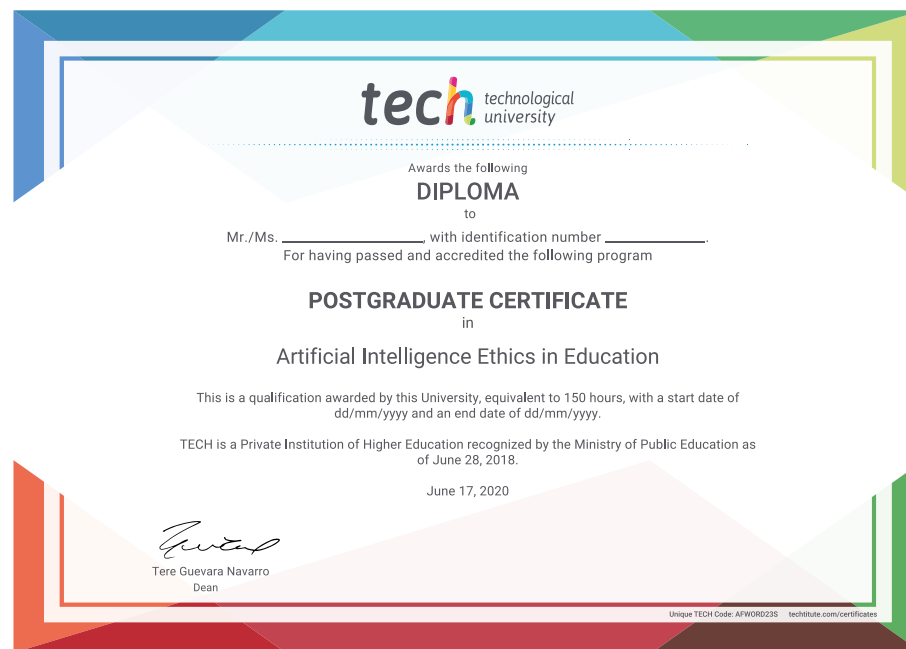 tech technological
university
Awards the following
DIPLOMA
to
Mr./Ms. ____________, with identification number ____________.
For having passed and accredited the following program
POSTGRADUATE CERTIFICATE
in
Artificial Intelligence Ethics in Education
This is a qualification awarded by this University, equivalent to 150 hours, with a start date of
dd/mm/yyyy and an end date of dd/mm/yyyy.
TECH is a Private Institution of Higher Education recognized by the Ministry of Public Education as
of June 28, 2018.
June 17, 2020
Tere Guevara Navarro
Dean
Unique TECH Code: AFWORD23S techtitute.com/certificates